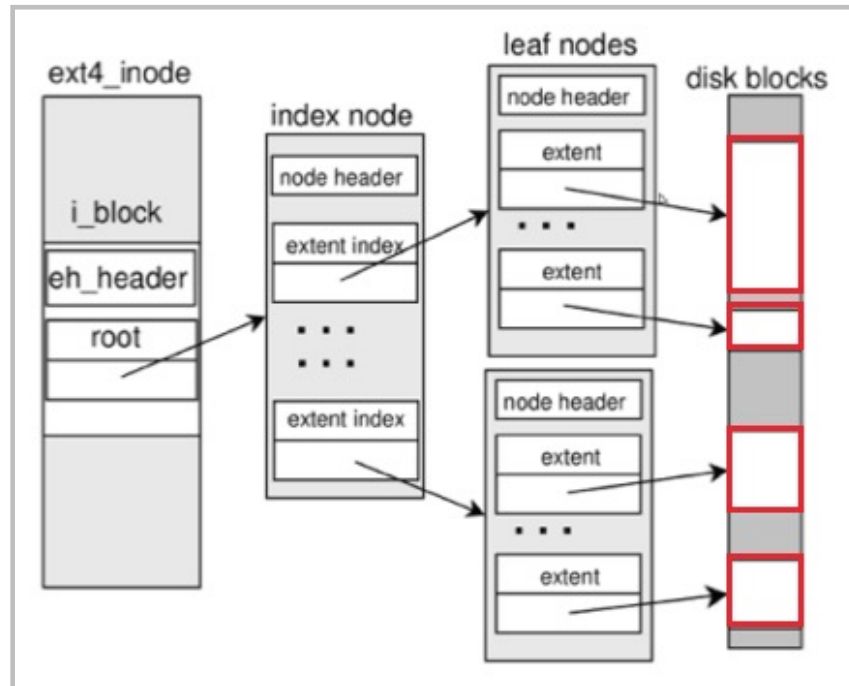 ext4_inode
i_block
eh_header
root
index node
node header
extent index
. . .
. . .
extent index
leaf nodes
node header
extent
. . .
extent
node header
extent
. . .
extent
disk blocks